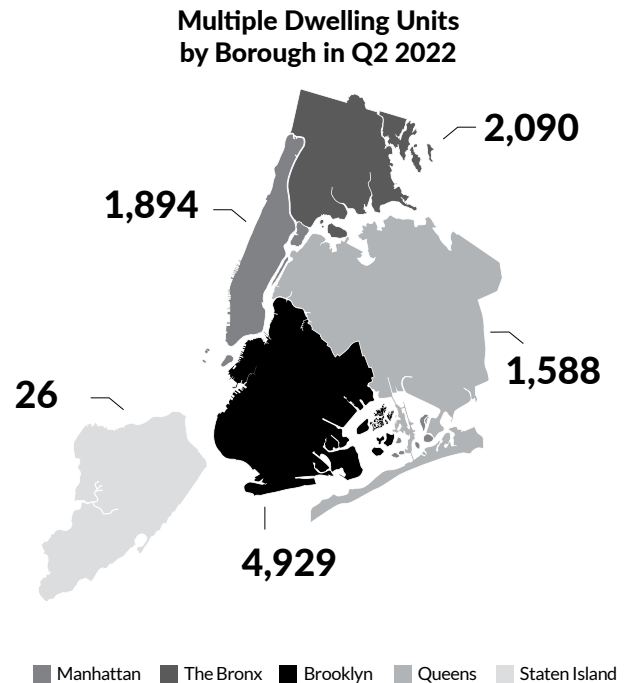 Multiple Dwelling Units
by Borough in Q2 2022
2,090
1,894
1,588
26
4,929
Manhattan
The Bronx
Brooklyn
Queens
Staten Island